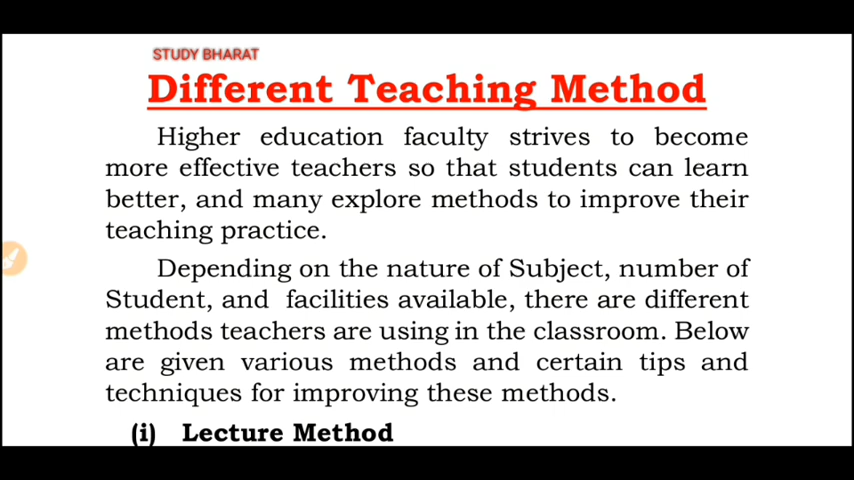 STUDY BHARAT
Different Teaching Method
Higher education faculty strives to become
more effective teachers so that students can learn
better, and many explore methods to improve their
teaching practice.
Depending on the nature of Subject, number of
Student, and facilities available, there are different
methods teachers are using in the classroom. Below
are given various methods and certain tips and
techniques for improving these methods.
(i) Lecture Method